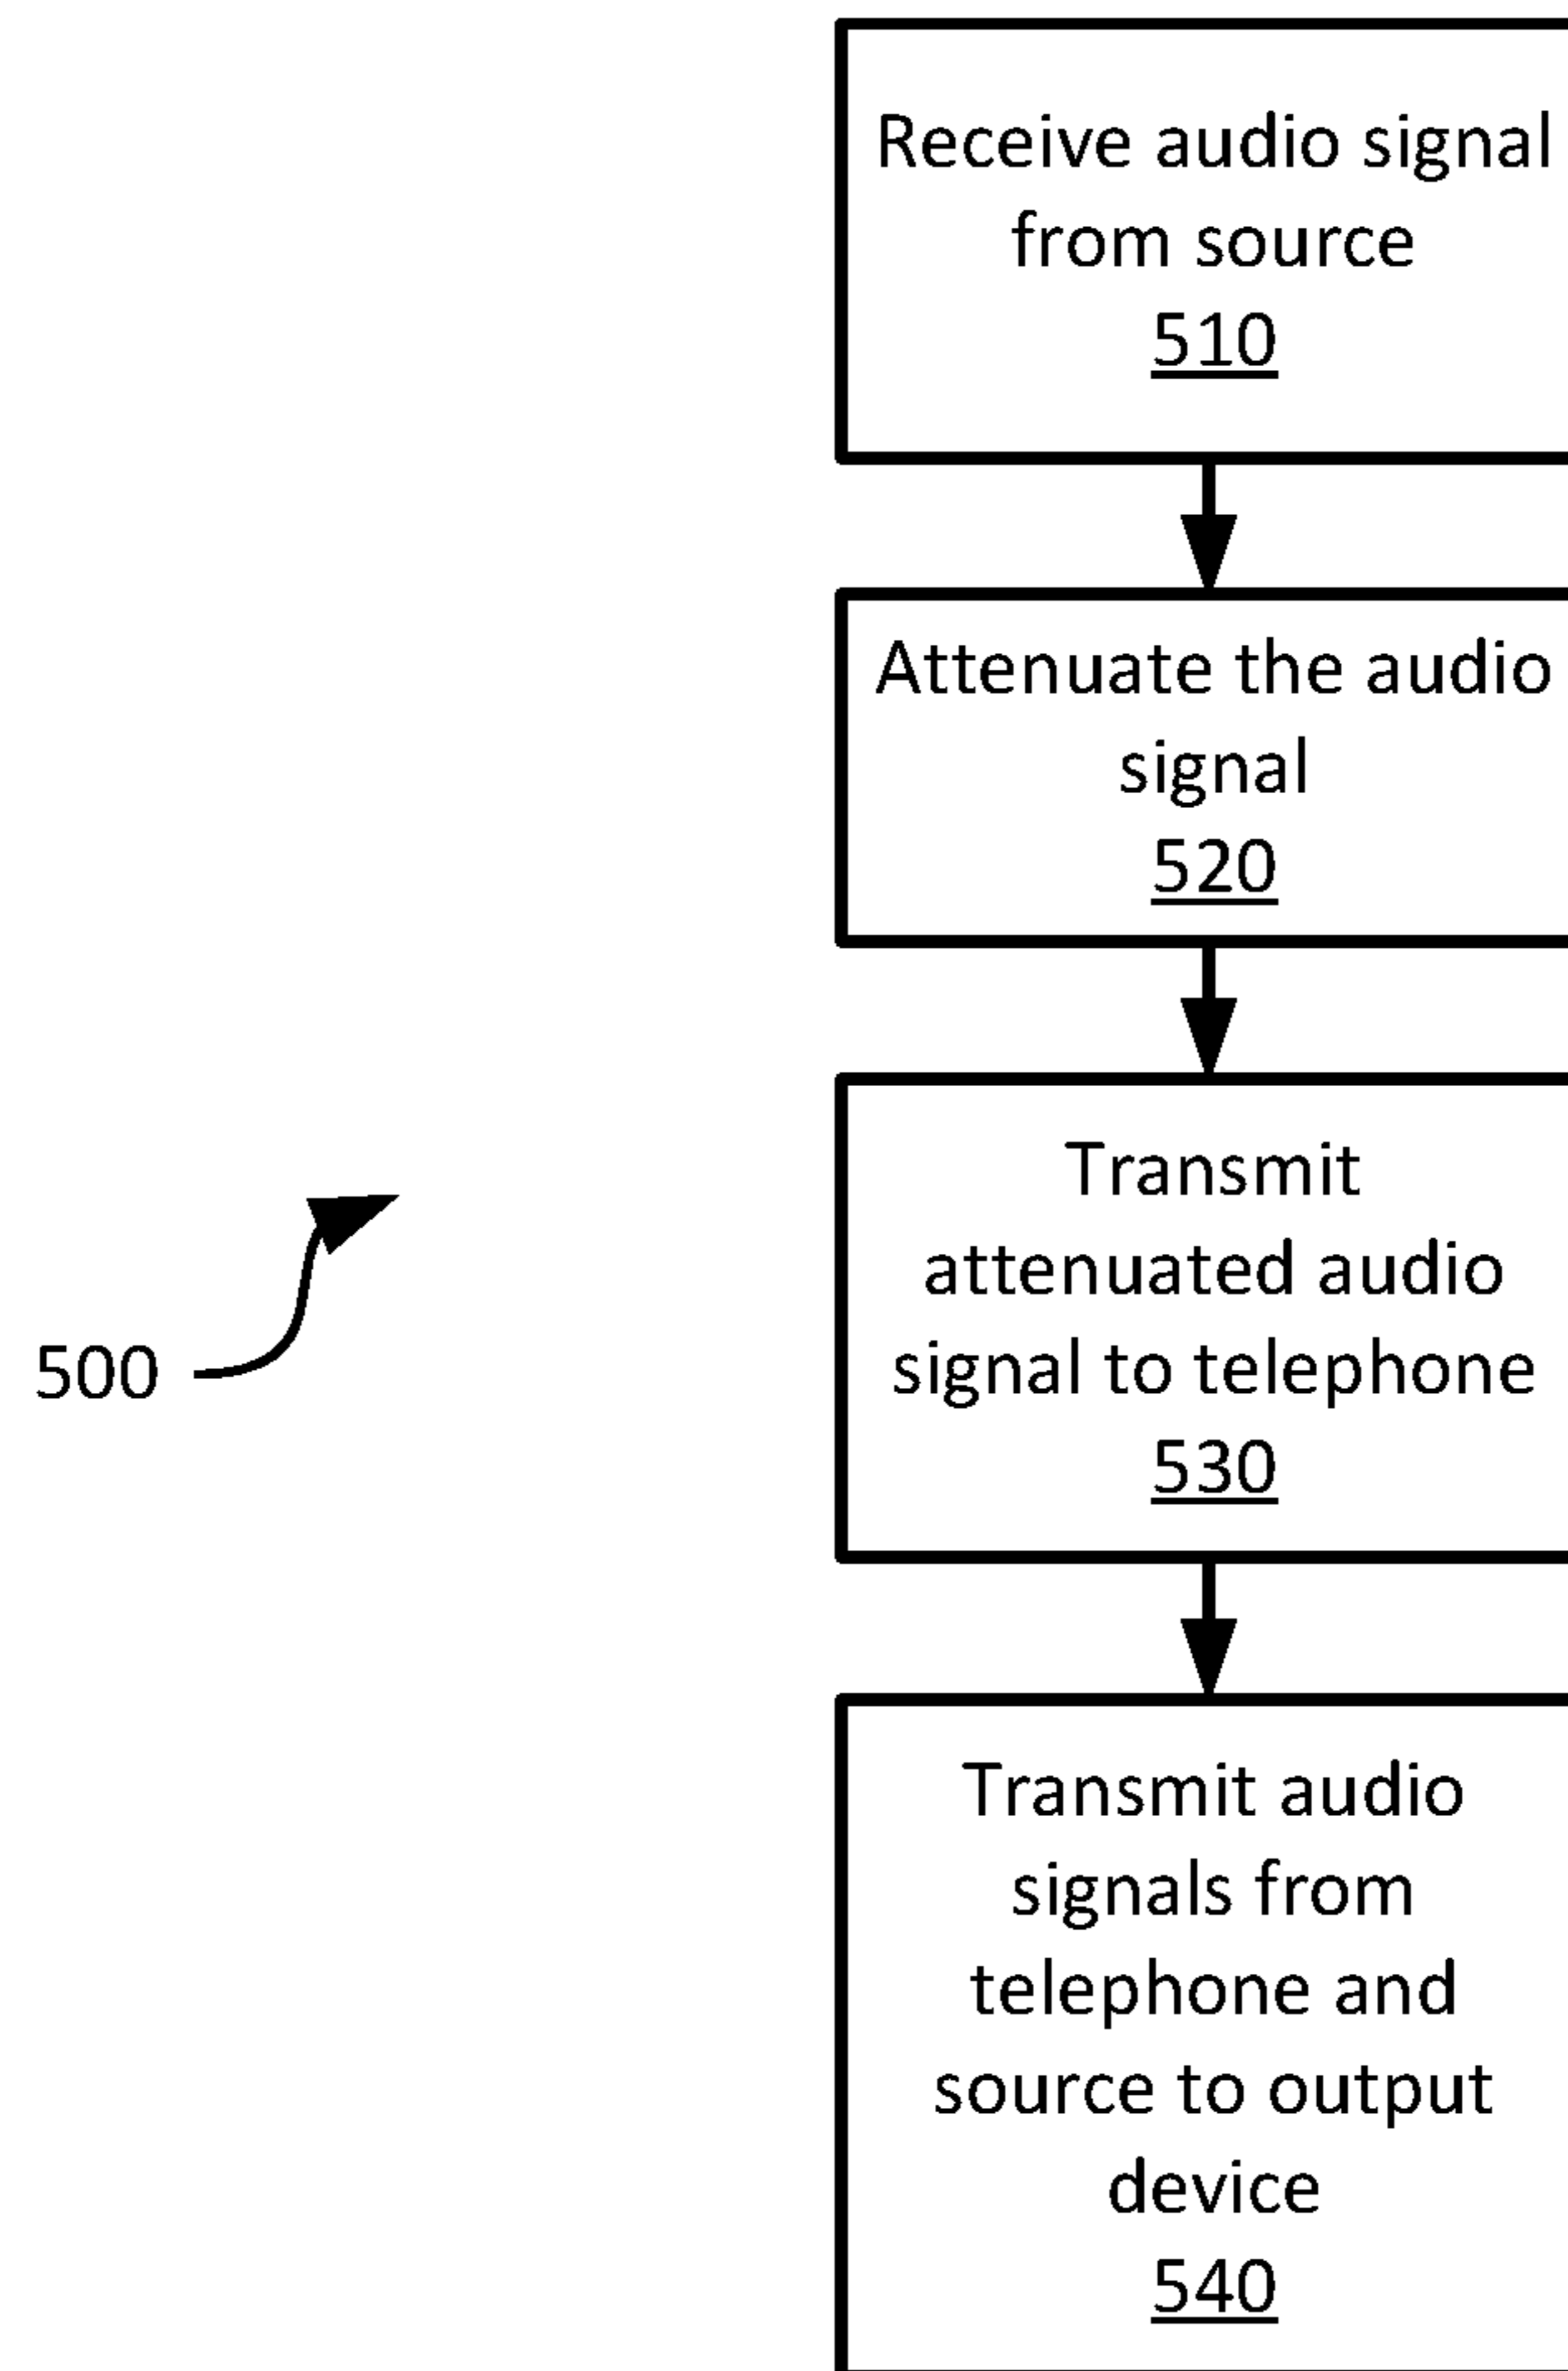 Receive audio signal
from source
510
Attenuate the audio
signal
520
Transmit
attenuated audio
signal to telephone
530
500
Transmit audio
signals from
telephone and
source to output
device
540